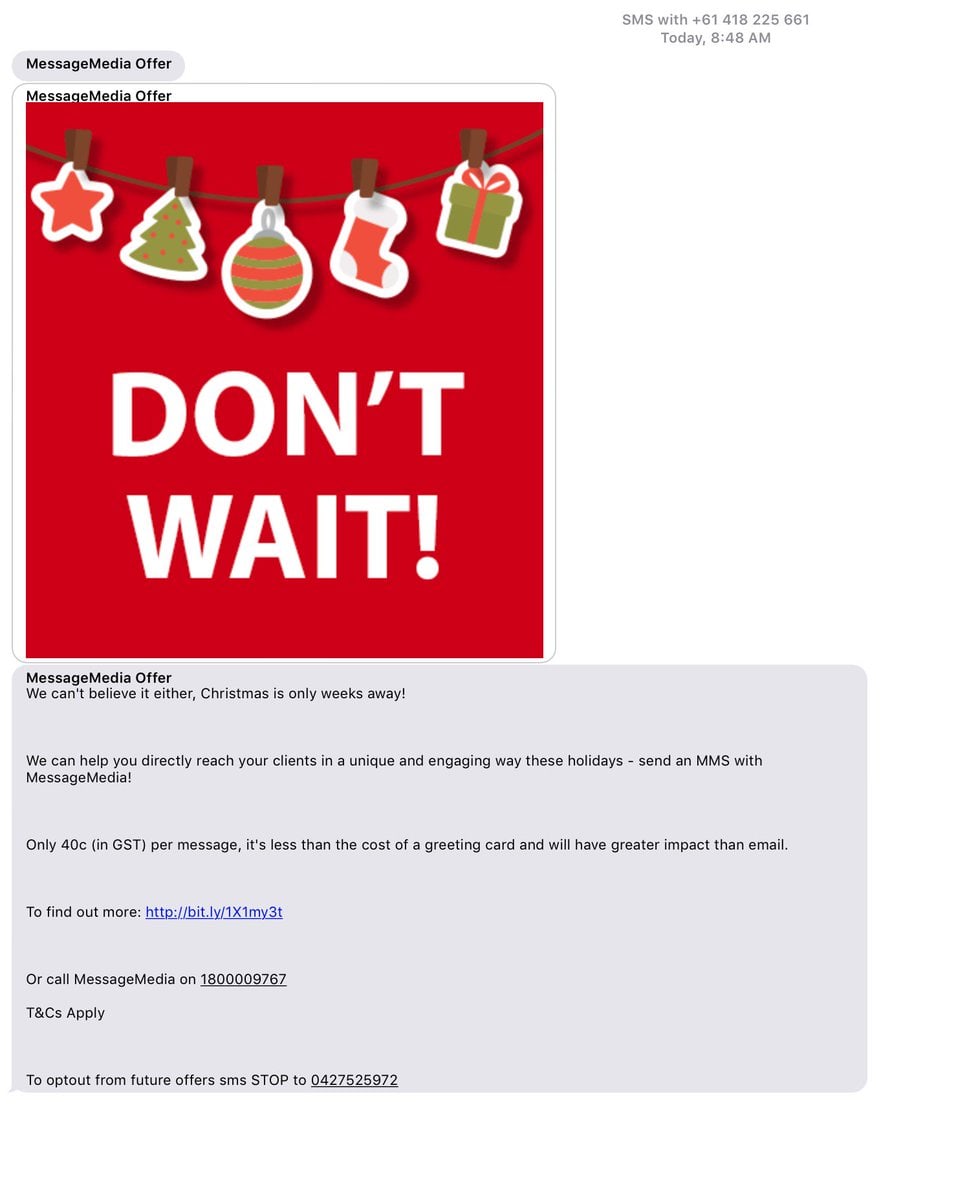 SMS with +61 418 225 661
Today, 8:48 AM
MessageMedia Offer
MessageMedia Offer
DON'T
WAIT!
MessageMedia Offer
We can't believe it either, Christmas is only weeks away!
We can help you directly reach your clients in a unique and engaging way these holidays - send an MMS with
MessageMedia!
Only 40c (in GST) per message, it's less than the cost of a greeting card and will have greater impact than email.
To find out more: http://bit.ly/1X1my3t
Or call MessageMedia on 1800009767
T&Cs Apply
To optout from future offers sms STOP to 0427525972